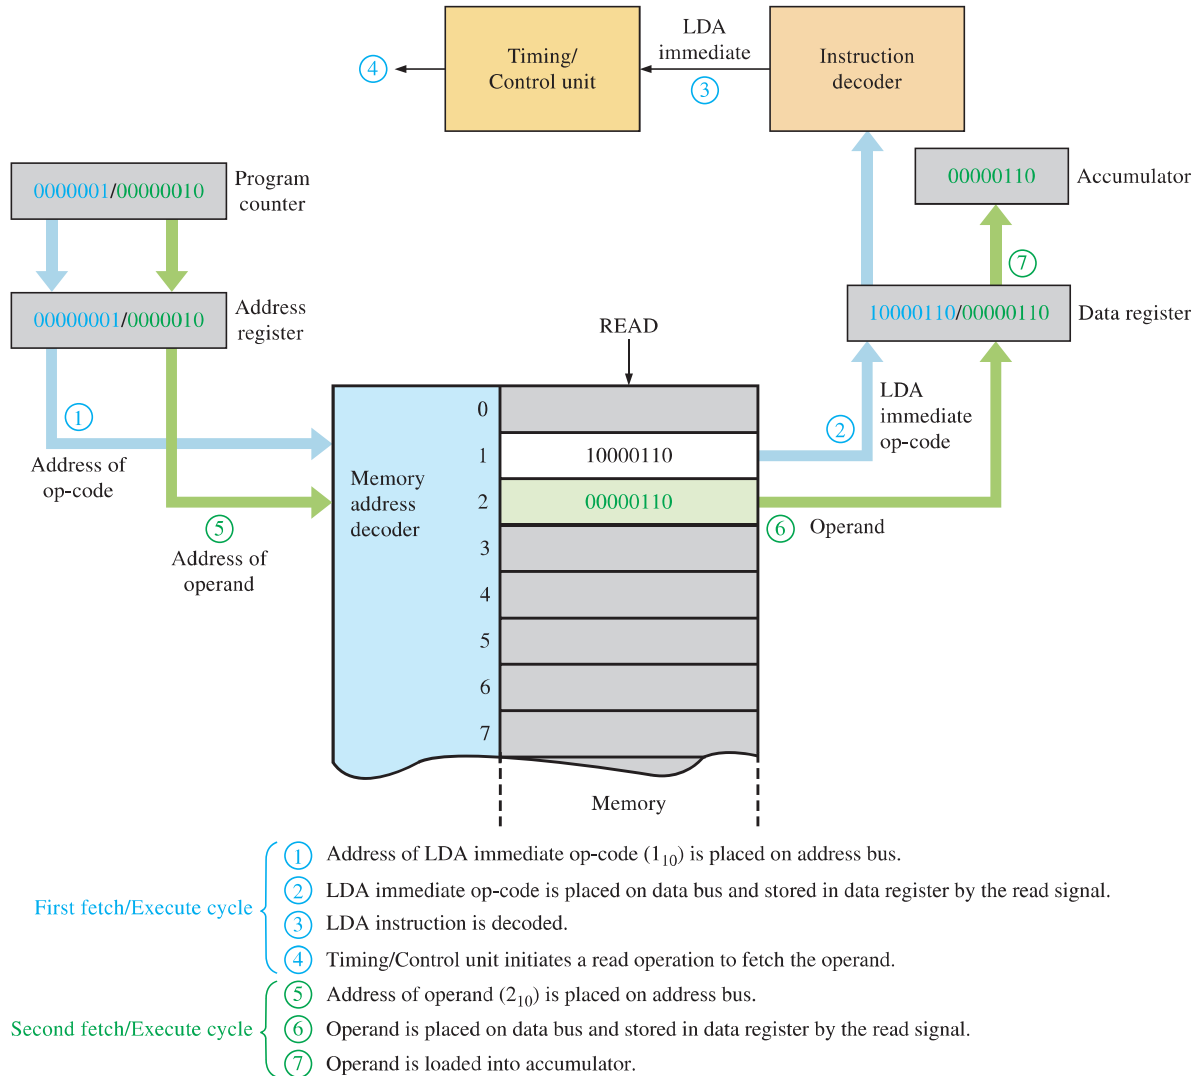 LDA
immediate
Timing/
Control unit
Instruction
decoder
4
3
0000001/00000010
Program
counter
00000110
Accumulator
7
00000001/0000010
Address
register
10000110/00000110
Data register
READ
1
Address of
op-code
2
LDA
immediate
op-code
Memory
address
decoder
0
1
10000110
2
00000110
3
4
5
6
7
5
Address of
operand
6
Operand
Memory
First fetch/Execute cycle
1 Address of LDA immediate op-code (1₁₀) is placed on address bus.
2 LDA immediate op-code is placed on data bus and stored in data register by the read signal.
3 LDA instruction is decoded.
4 Timing/Control unit initiates a read operation to fetch the operand.
Second fetch/Execute cycle
5 Address of operand (2₁₀) is placed on address bus.
6 Operand is placed on data bus and stored in data register by the read signal.
7 Operand is loaded into accumulator.